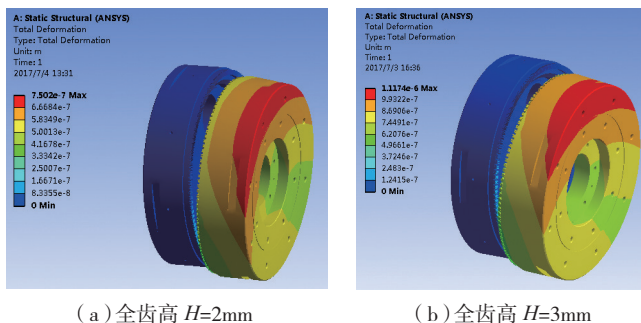 A: Static Structural (ANSYS)
Total Deformation
Type: Total Deformation
Unit: m
Time: 1
2017/7/4 13:31
7.502e-7 Max
6.6684e-7
5.8349e-7
5.0013e-7
4.1678e-7
3.3342e-7
2.5007e-7
1.6671e-7
8.3355e-8
0 Min
(a)全齿高 H=2mm
A: Static Structural (ANSYS)
Total Deformation
Type: Total Deformation
Unit: m
Time: 1
2017/7/3 16:36
1.1174e-6 Max
9.9322e-7
8.6906e-7
7.4491e-7
6.2076e-7
4.9661e-7
3.7246e-7
2.483e-7
1.2415e-7
0 Min
(b)全齿高 H=3mm